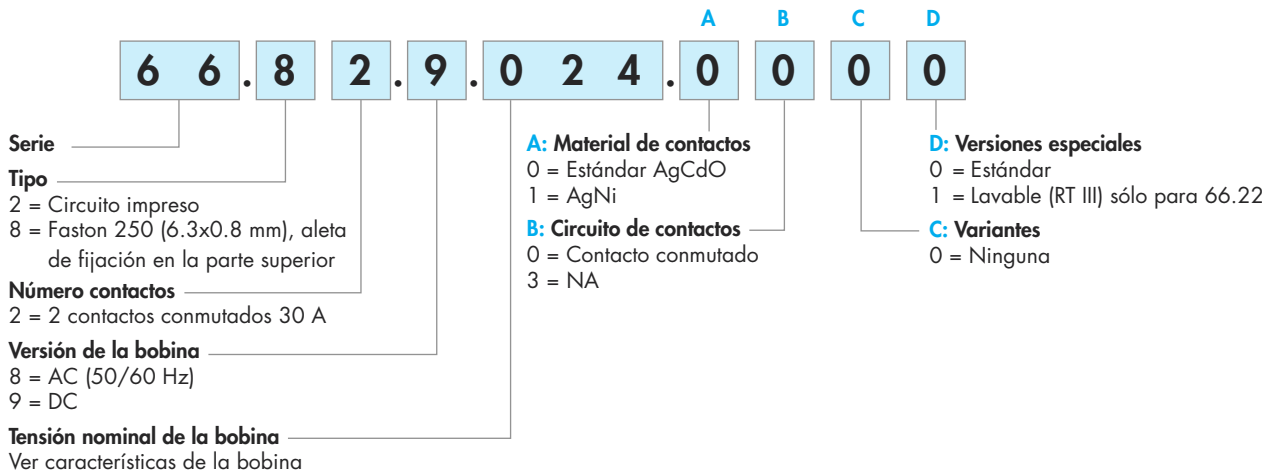 A B C D
6 6 . 8 2 . 9 . 0 2 4 . 0 0 0 0
Serie
Tipo
2 = Circuito impreso
8 = Faston 250 (6.3x0.8 mm), aleta
de fijación en la parte superior
Número contactos
2 = 2 contactos conmutados 30 A
Versión de la bobina
8 = AC (50/60 Hz)
9 = DC
Tensión nominal de la bobina
Ver características de la bobina
A: Material de contactos
0 = Estándar AgCdO
1 = AgNi
B: Circuito de contactos
0 = Contacto conmutado
3 = NA
D: Versiones especiales
0 = Estándar
1 = Lavable (RT III) sólo para 66.22
C: Variantes
0 = Ninguna